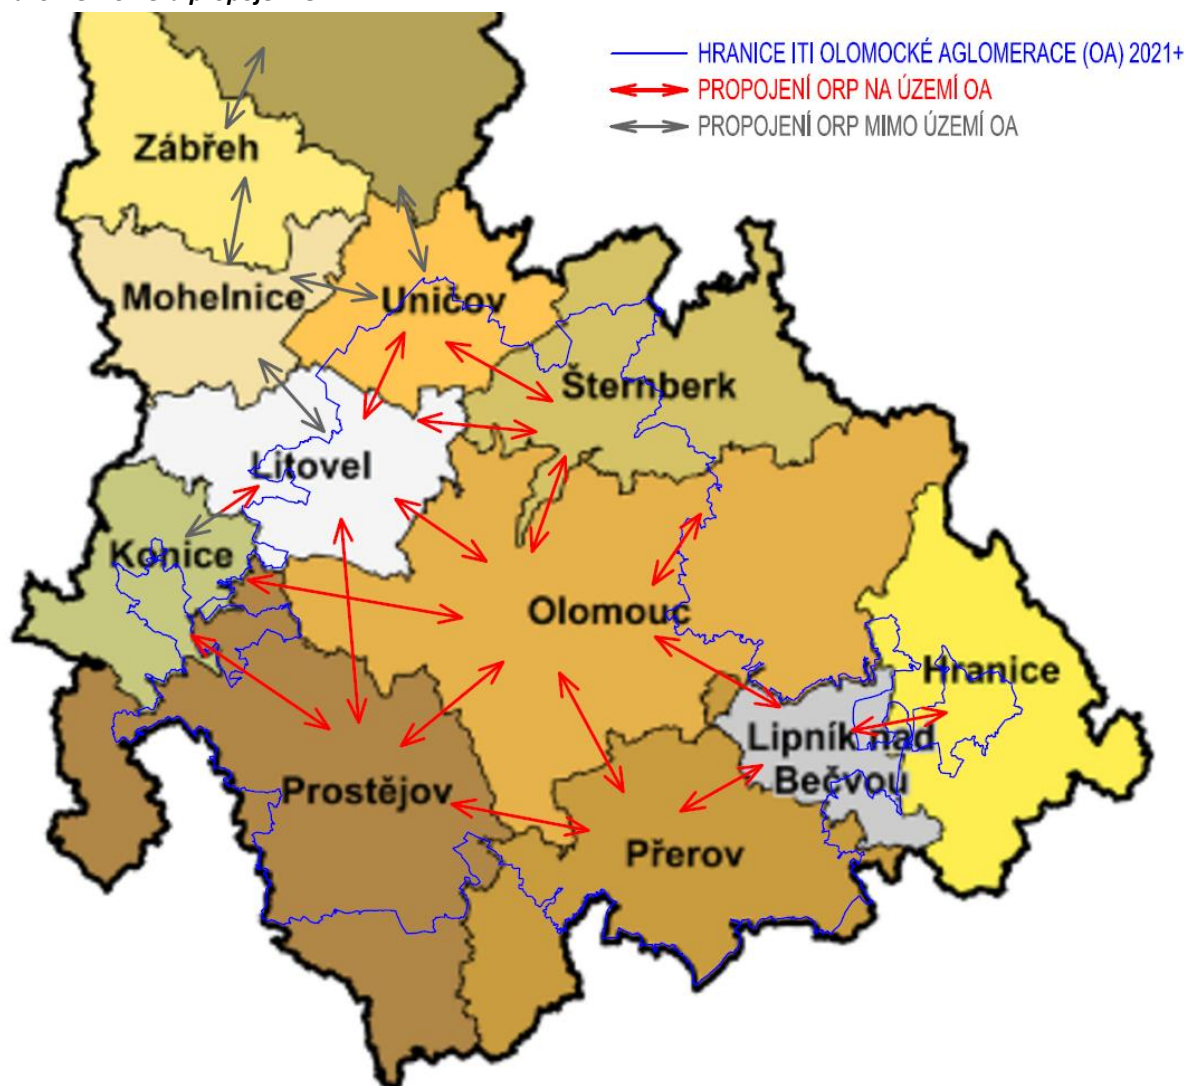 HRANICE ITI OLOMOCKÉ AGLOMERACE (OA) 2021+
PROPOJENÍ ORP NA ÚZEMÍ OA
PROPOJENÍ ORP MIMO ÚZEMÍ OA
Zábřeh
Mohelnice
Uničov
Šternberk
Litovel
Konice
Olomouc
Hranice
Lipník nad
Bečvou
Prostějov
Přerov